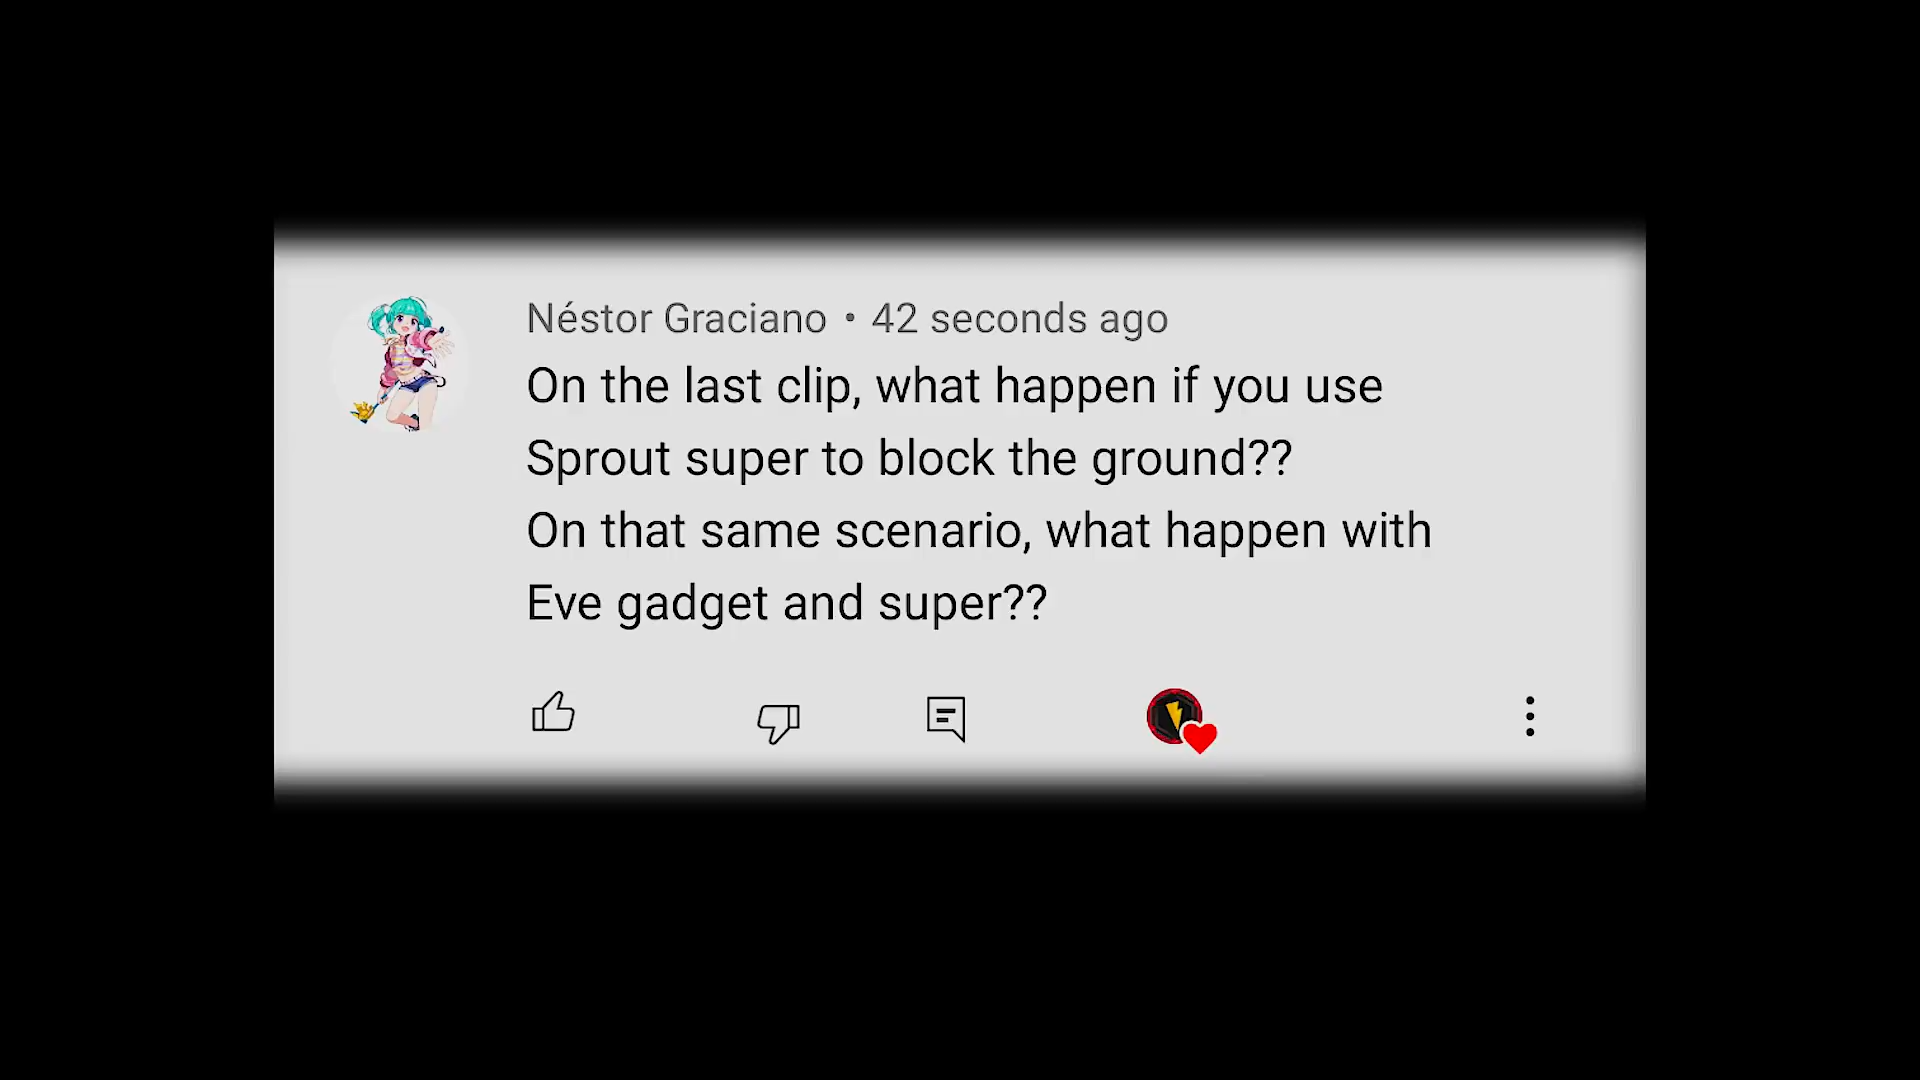 Néstor Graciano • 42 seconds ago
On the last clip, what happen if you use
Sprout super to block the ground??
On that same scenario, what happen with
Eve gadget and super??